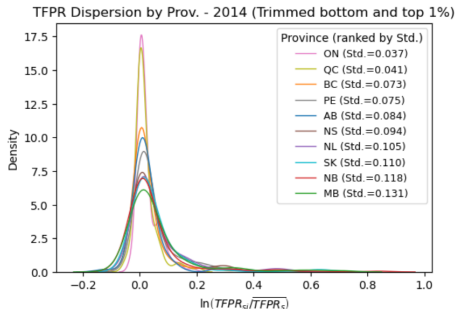 TFPR Dispersion by Prov. - 2014 (Trimmed bottom and top 1%)
Province (ranked by Std.)
ON (Std.=0.037)
QC (Std.=0.041)
BC (Std.=0.073)
PE (Std.=0.075)
AB (Std.=0.084)
NS (Std.=0.094)
NL (Std.=0.105)
SK (Std.=0.110)
NB (Std.=0.118)
MB (Std.=0.131)
Density
17.5
15.0
12.5
10.0
7.5
5.0
2.5
0.0
−0.2 0.0 0.2 0.4 0.6 0.8 1.0
ln(TFPR_si/\overline{TFPR_s})